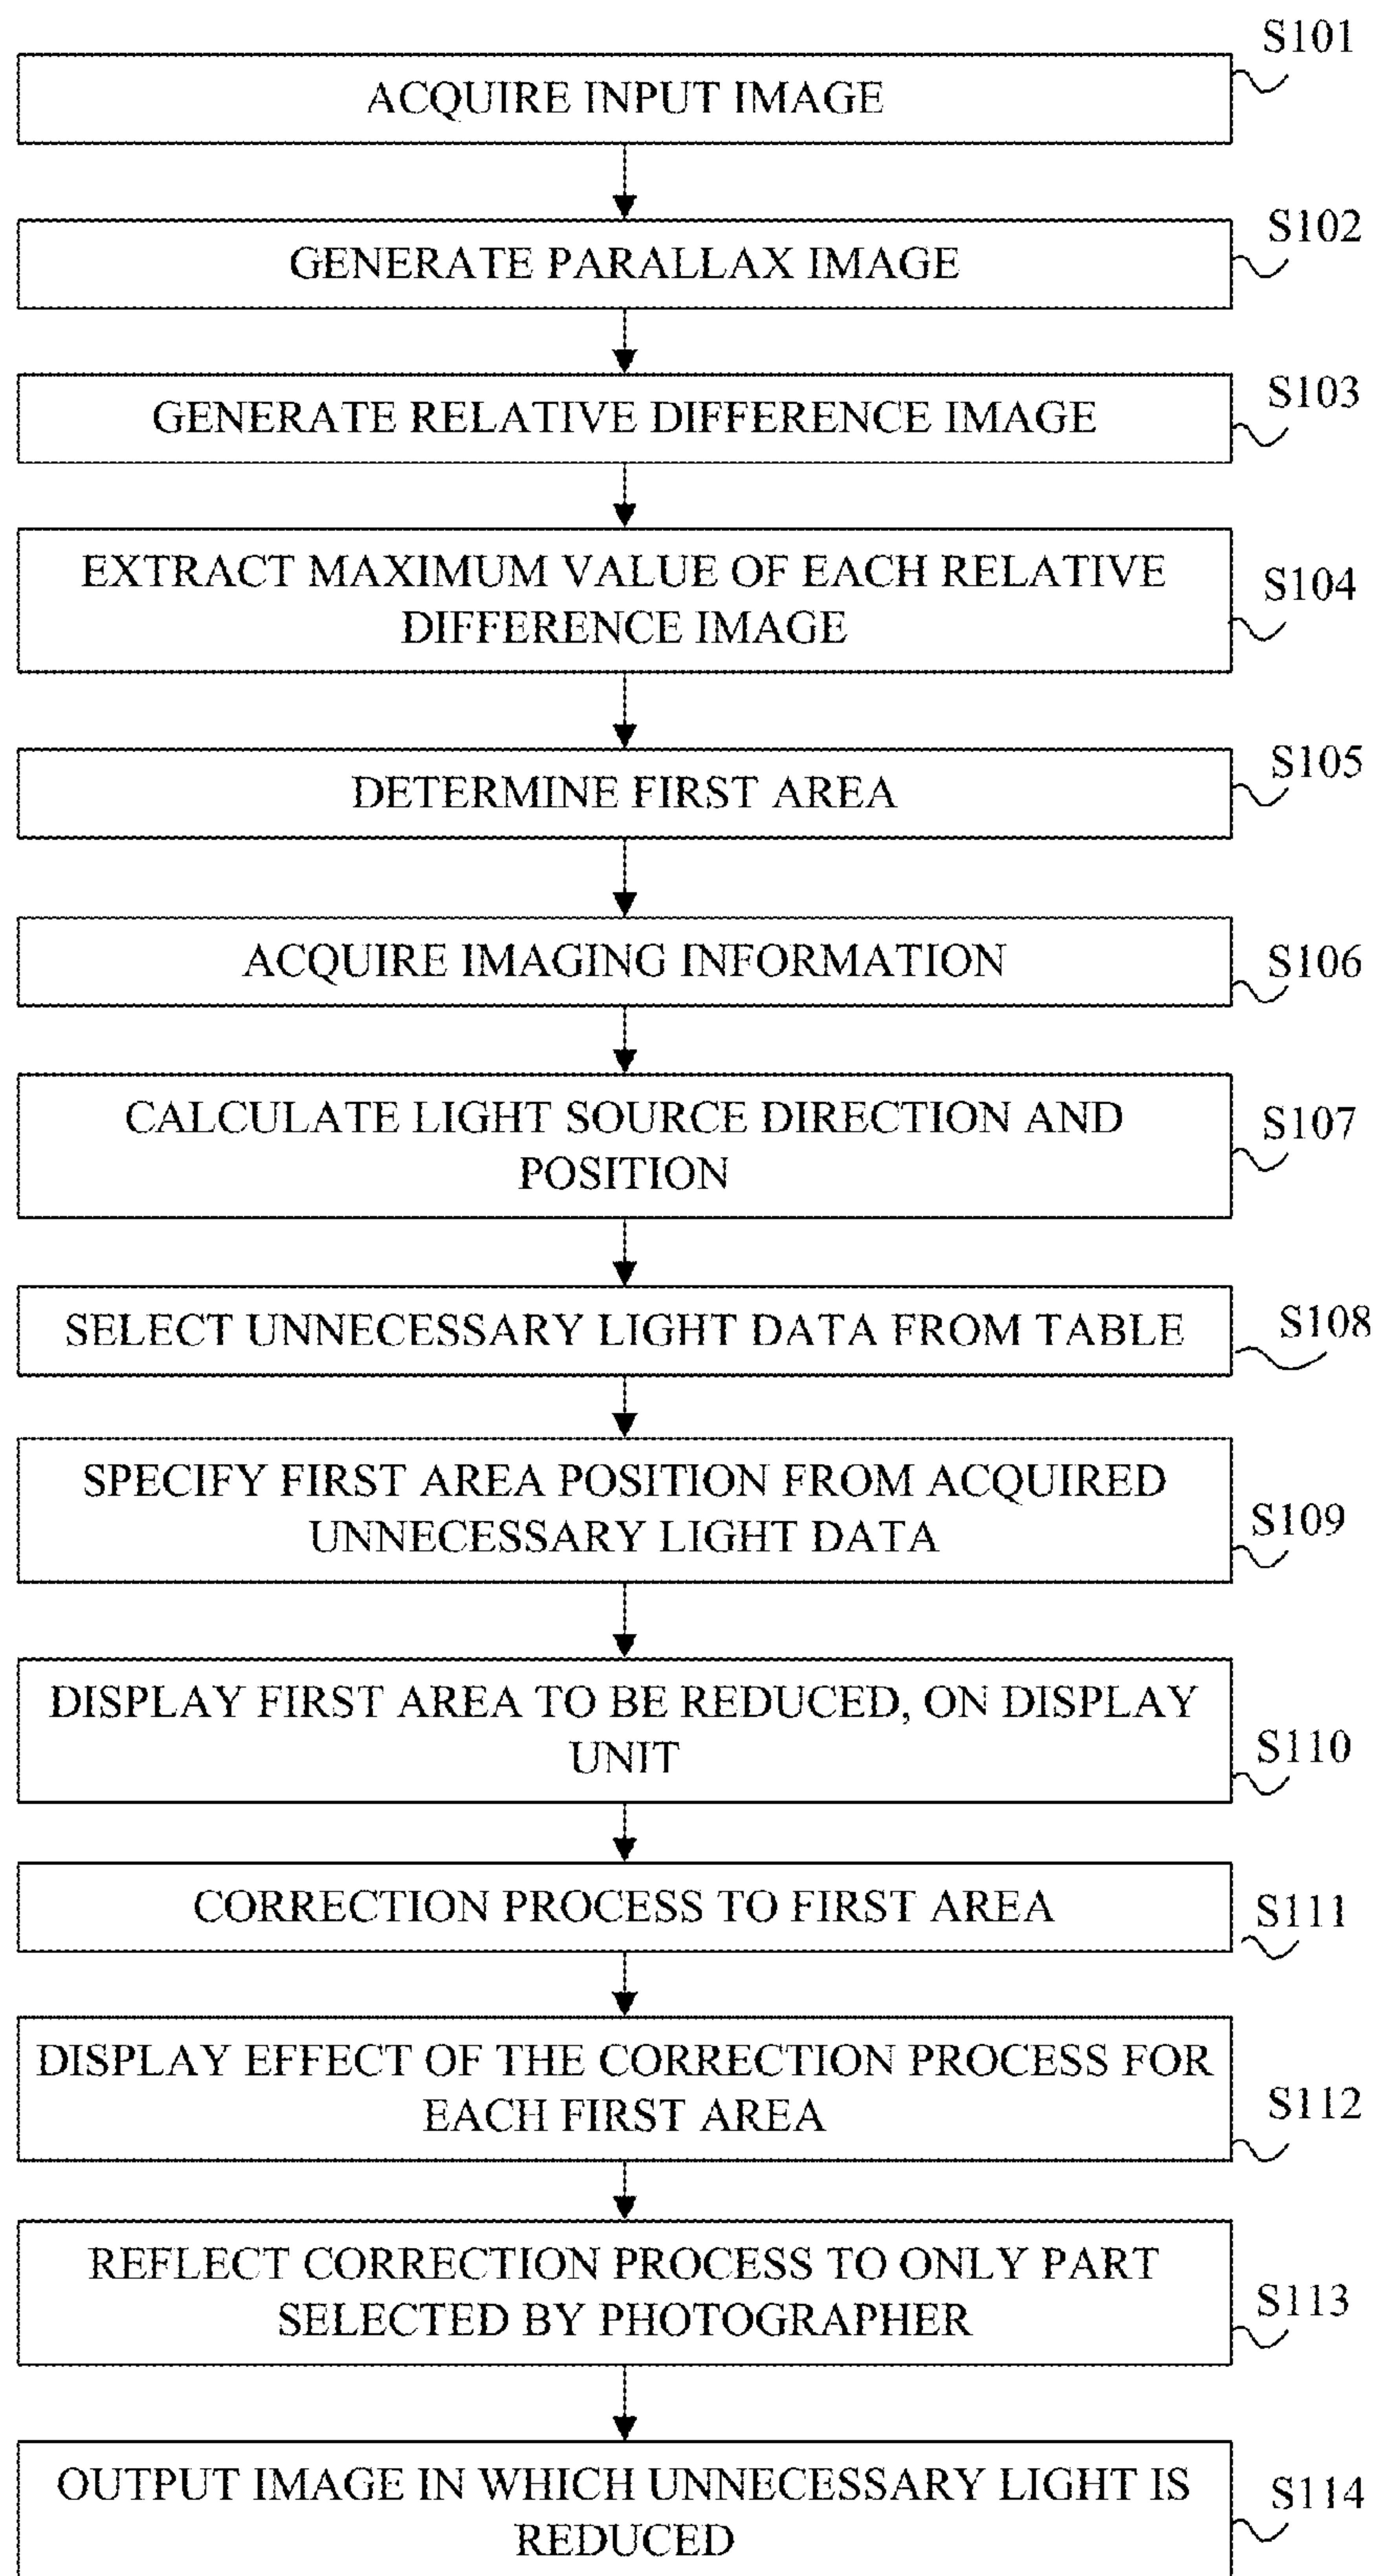 S101
ACQUIRE INPUT IMAGE
S102
GENERATE PARALLAX IMAGE
S103
GENERATE RELATIVE DIFFERENCE IMAGE
S104
EXTRACT MAXIMUM VALUE OF EACH RELATIVE
DIFFERENCE IMAGE
S105
DETERMINE FIRST AREA
S106
ACQUIRE IMAGING INFORMATION
S107
CALCULATE LIGHT SOURCE DIRECTION AND
POSITION
S108
SELECT UNNECESSARY LIGHT DATA FROM TABLE
S109
SPECIFY FIRST AREA POSITION FROM ACQUIRED
UNNECESSARY LIGHT DATA
S110
DISPLAY FIRST AREA TO BE REDUCED, ON DISPLAY
UNIT
S111
CORRECTION PROCESS TO FIRST AREA
S112
DISPLAY EFFECT OF THE CORRECTION PROCESS FOR
EACH FIRST AREA
S113
REFLECT CORRECTION PROCESS TO ONLY PART
SELECTED BY PHOTOGRAPHER
S114
OUTPUT IMAGE IN WHICH UNNECESSARY LIGHT IS
REDUCED